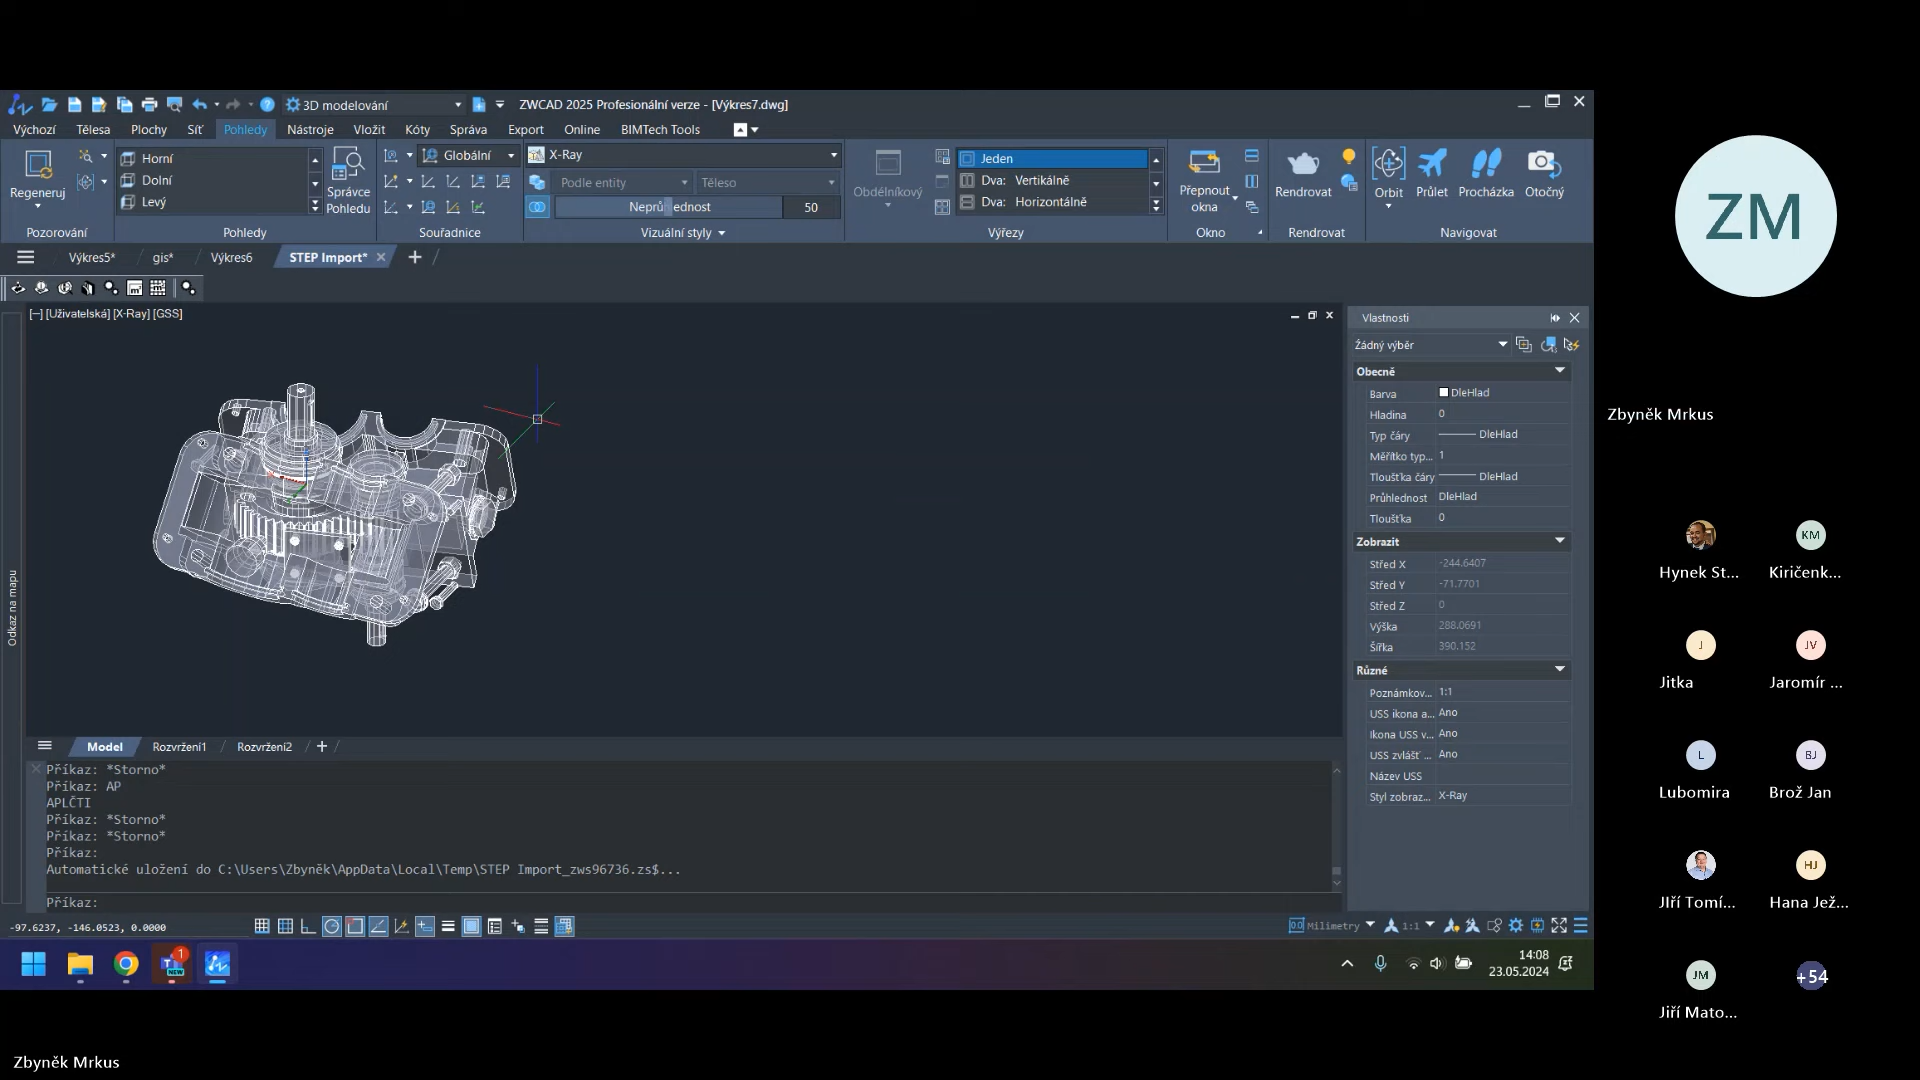 3D modelování
ZWCAD 2025 Profesionální verze - [Výkres7.dwg]
Výchozí
Tělesa
Plochy
Síť
Pohledy
Nástroje
Vložit
Kóty
Správa
Export
Online
BIMTech Tools
Regeneruj
Pozorování
Horní
Dolní
Levý
Správce
Pohledu
Pohledy
Globální
Souřadnice
X-Ray
Podle entity
Těleso
Neprůhlednost
50
Vizuální styly
Obdélníkový
Jeden
Dva: Vertikálně
Dva: Horizontálně
Výřezy
Přepnout
okna
Okno
Rendrovat
Rendrovat
Orbit
Průlet
Procházka
Otočný
Navigovat
Výkres5*
gis*
Výkres6
STEP Import*
[−] [Uživatelská] [X-Ray] [GSS]
Odkaz na mapu
Vlastnosti
Žádný výběr
Obecně
Barva DleHlad
Hladina 0
Typ čáry DleHlad
Měřítko typ... 1
Tloušťka čáry DleHlad
Průhlednost DleHlad
Tloušťka 0
Zobrazit
Střed X -244.6407
Střed Y -71.7701
Střed Z 0
Výška 288.0691
Šířka 390.152
Různé
Poznámkov... 1:1
USS ikona a... Ano
Ikona USS v... Ano
USS zvlášť ... Ano
Název USS
Styl zobraz... X-Ray
Model
Rozvržení1
Rozvržení2
Příkaz: *Storno*
Příkaz: AP
APLČTI
Příkaz: *Storno*
Příkaz: *Storno*
Příkaz:
Automatické uložení do C:\Users\Zbyněk\AppData\Local\Temp\STEP Import_zws96736.zs$...
Příkaz:
-97.6237, -146.0523, 0.0000
Milimetry
1:1
1
NEW
14:08
23.05.2024
ZM
Zbyněk Mrkus
KM
Hynek St...
Kiričenk...
J
JV
Jitka
Jaromír ...
L
BJ
Lubomira
Brož Jan
HJ
JIří Tomí...
Hana Jež...
JM
+54
Jiří Mato...
Zbyněk Mrkus